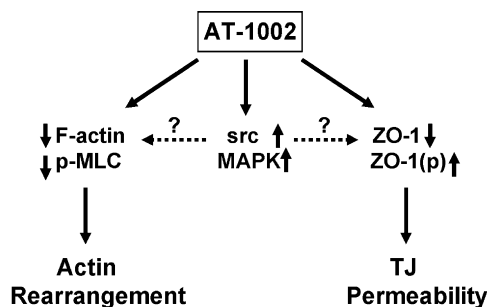 AT-1002
? ?
F-actin src ZO-1
p-MLC MAPK ZO-1(p)
Actin TJ
Rearrangement Permeability